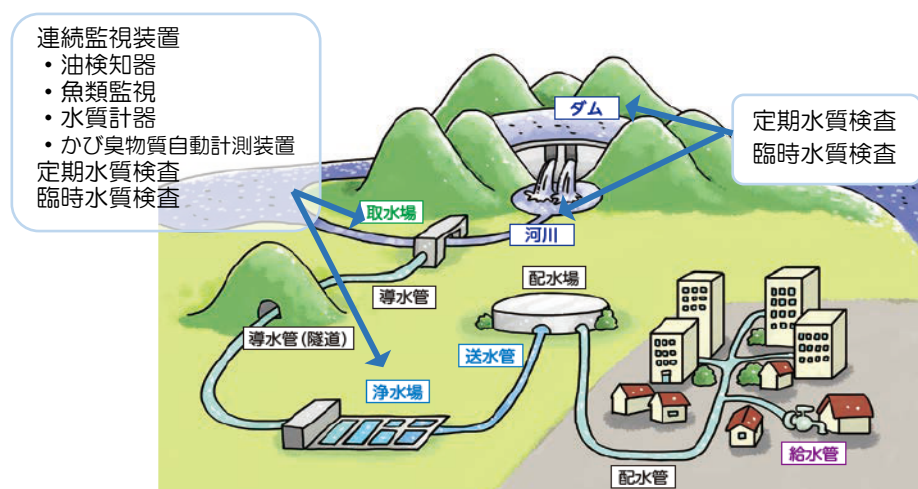 連続監視装置
・油検知器
・魚類監視
・水質計器
・かび臭物質自動計測装置
定期水質検査
臨時水質検査
ダム
定期水質検査
臨時水質検査
取水場
河川
導水管
配水場
導水管(隧道)
送水管
浄水場
配水管
給水管